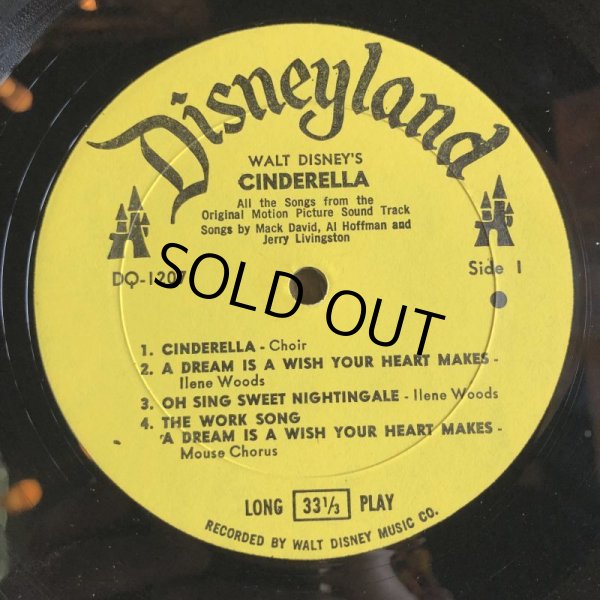 Disneyland
WALT DISNEY'S
CINDERELLA
All the Songs from the
Original Motion Picture Sound Track
Songs by Mack David, Al Hoffman and
Jerry Livingston
DQ-1207
Side 1
SOLD OUT
1. CINDERELLA - Choir
2. A DREAM IS A WISH YOUR HEART MAKES -
Ilene Woods
3. OH SING SWEET NIGHTINGALE - Ilene Woods
4. THE WORK SONG
'A DREAM IS A WISH YOUR HEART MAKES -
Mouse Chorus
LONG 33⅓ PLAY
RECORDED BY WALT DISNEY MUSIC CO.